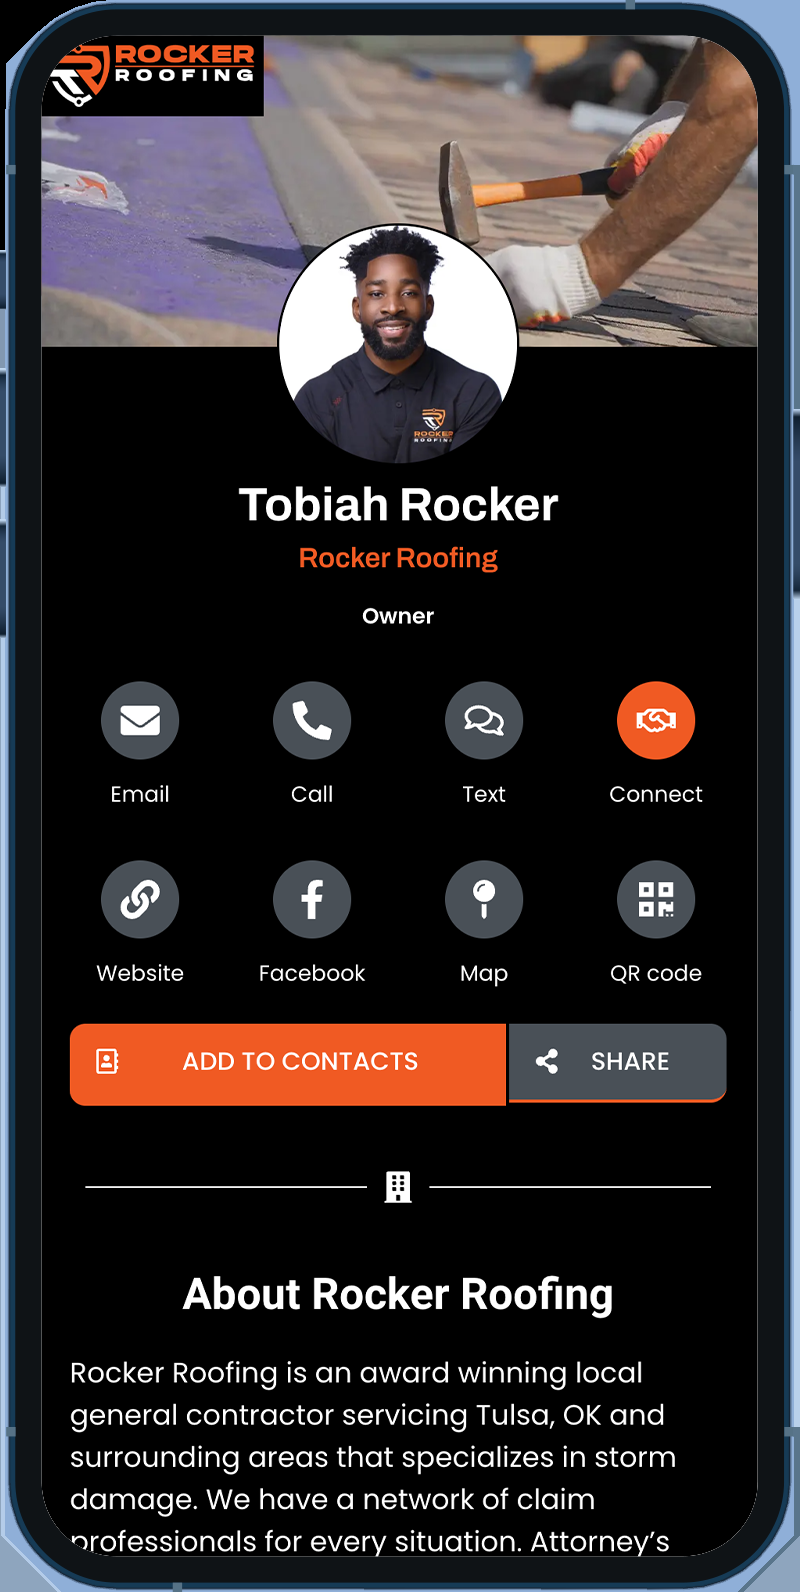 ROCKER
ROOFING
ROCKER
ROOFING
Tobiah Rocker
Rocker Roofing
Owner
Email
Call
Text
Connect
Website
Facebook
Map
QR code
ADD TO CONTACTS
SHARE
About Rocker Roofing
Rocker Roofing is an award winning local
general contractor servicing Tulsa, OK and
surrounding areas that specializes in storm
damage. We have a network of claim
professionals for every situation. Attorney’s